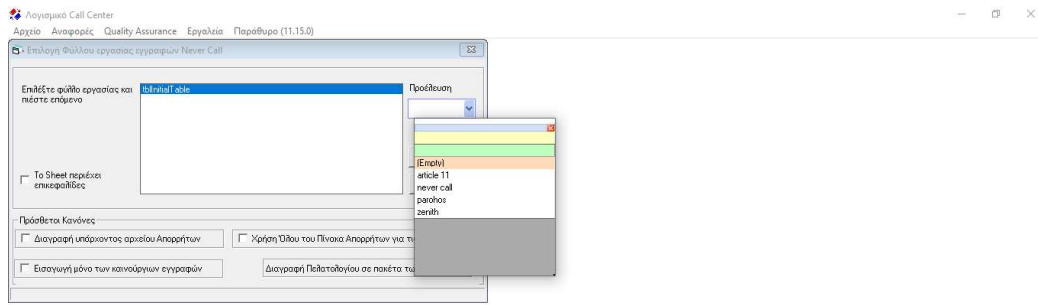 Λογισμικό Call Center
Αρχείο Αναφορές Quality Assurance Εργαλεία Παράθυρο (11.15.0)
Επιλογή Φύλλου εργασίας εγγραφών Never Call
Επιλέξτε φύλλο εργασίας και
πιέστε επόμενο
tblInitialTable
Προέλευση
(Empty)
article 11
never call
parohos
zenith
Το Sheet περιέχει
επικεφαλίδες
Πρόσθετοι Κανόνες
Διαγραφή υπάρχοντος αρχείου Απορρήτων
Χρήση Όλου του Πίνακα Απορρήτων για
Εισαγωγή μόνο των καινούργιων εγγραφών
Διαγραφή Πελατολογίου σε πακέτα